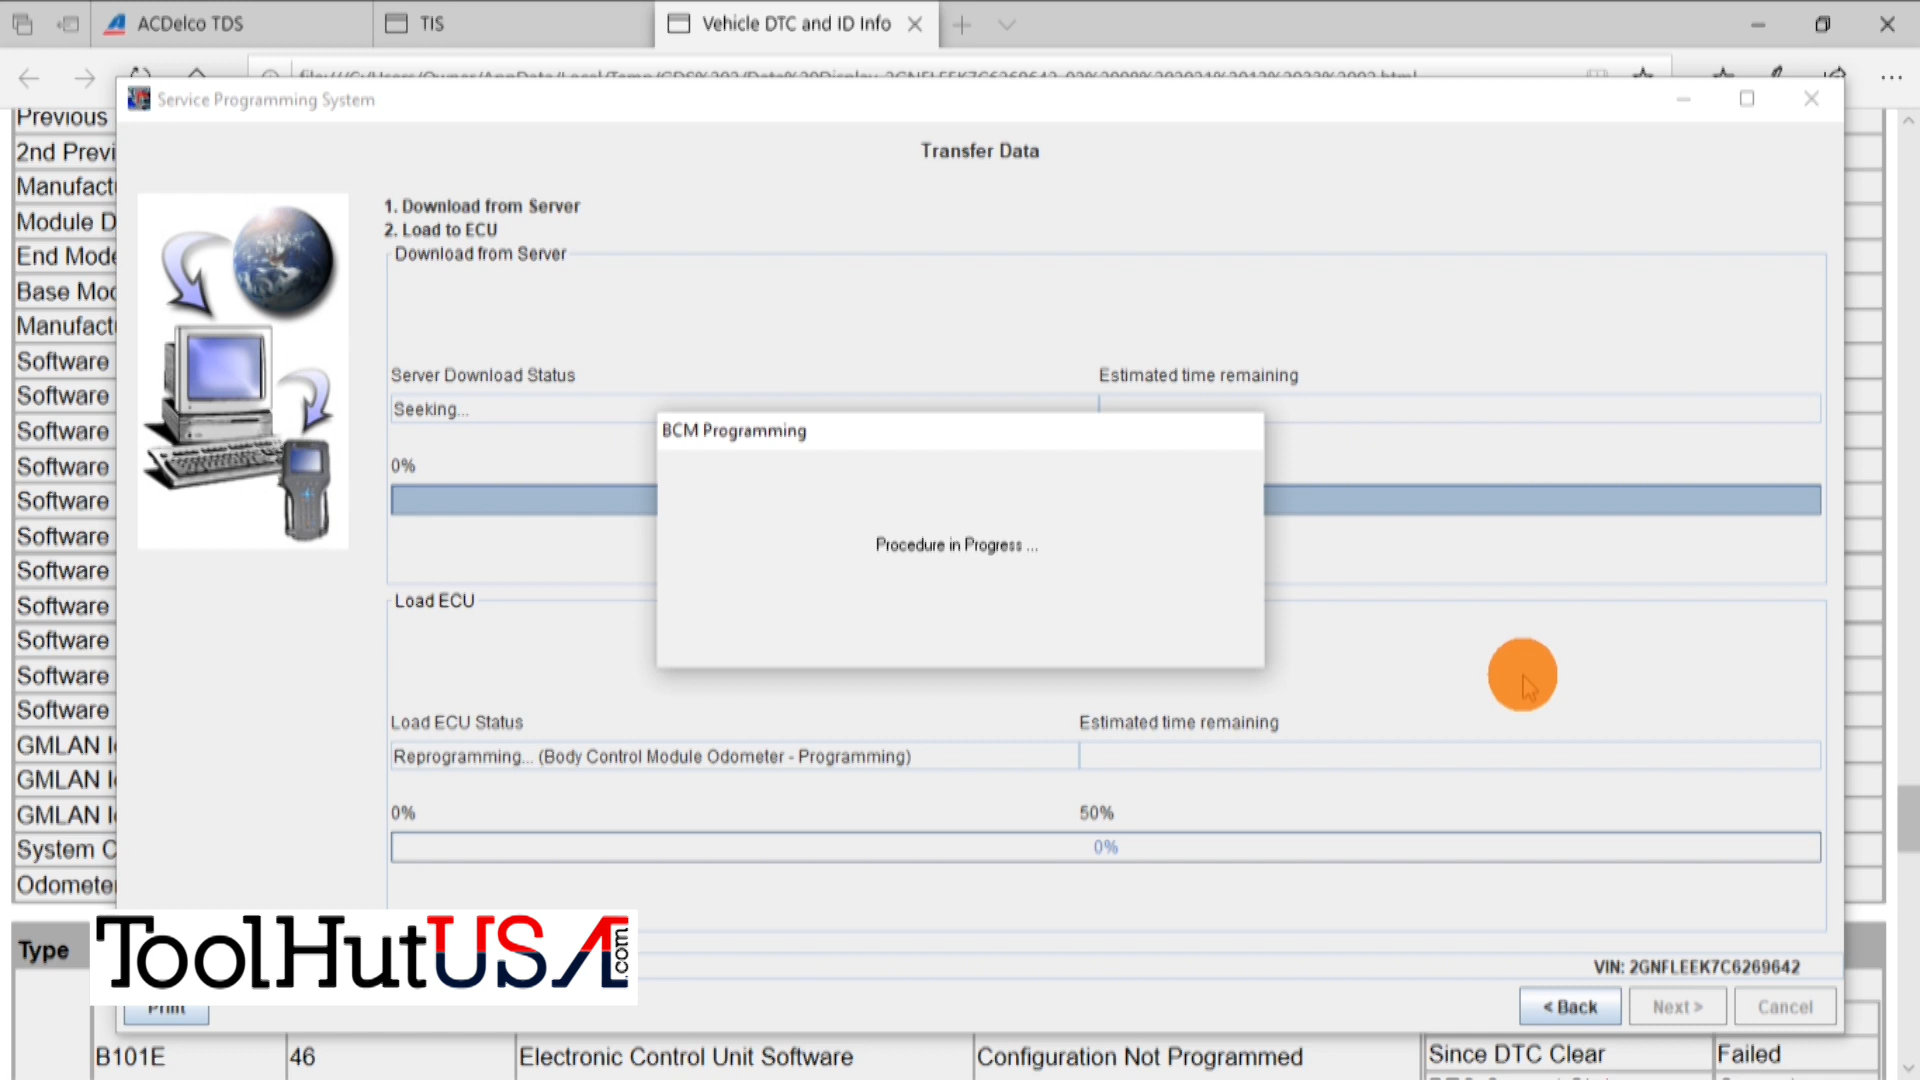 ACDelco TDS
TIS
Vehicle DTC and ID Info
Service Programming System
Transfer Data
1. Download from Server
2. Load to ECU
Download from Server
Server Download Status
Estimated time remaining
Seeking...
0%
BCM Programming
Procedure in Progress ...
Load ECU
Load ECU Status
Estimated time remaining
Reprogramming... (Body Control Module Odometer - Programming)
0%
50%
0%
VIN: 2GNFLEEK7C6269642
Print
< Back
Next >
Cancel
Previous
2nd Previ
Manufact
Module D
End Mode
Base Mod
Manufact
Software
Software
Software
Software
Software
Software
Software
Software
Software
Software
Software
GMLAN I
GMLAN I
GMLAN I
System C
Odometer
Type
ToolHutUSA.com
B101E
46
Electronic Control Unit Software
Configuration Not Programmed
Since DTC Clear
Failed